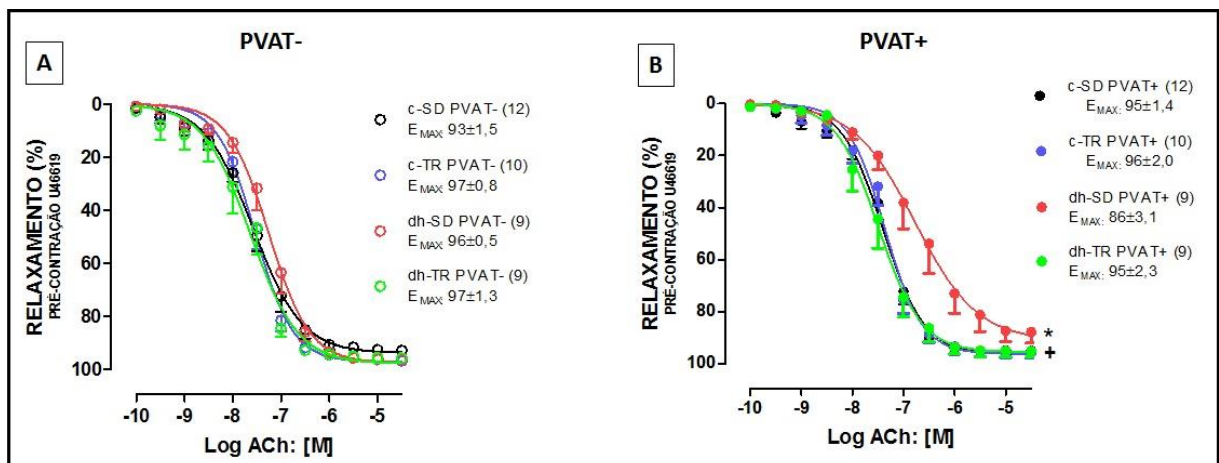 PVAT-
A
RELAXAMENTO (%)
PRÉ-CONTRAÇÃO U46619
0
20
40
60
80
100
-10
-9
-8
-7
-6
-5
Log ACh: [M]
c-SD PVAT- (12)
EMAX 93±1,5
c-TR PVAT- (10)
EMAX 97±0,8
dh-SD PVAT- (9)
EMAX 96±0,5
dh-TR PVAT- (9)
EMAX 97±1,3
PVAT+
B
RELAXAMENTO (%)
PRÉ-CONTRAÇÃO U46619
0
20
40
60
80
100
-10
-9
-8
-7
-6
-5
Log ACh: [M]
c-SD PVAT+ (12)
EMAX: 95±1,4
c-TR PVAT+ (10)
EMAX: 96±2,0
dh-SD PVAT+ (9)
EMAX: 86±3,1
dh-TR PVAT+ (9)
EMAX: 95±2,3
*
+